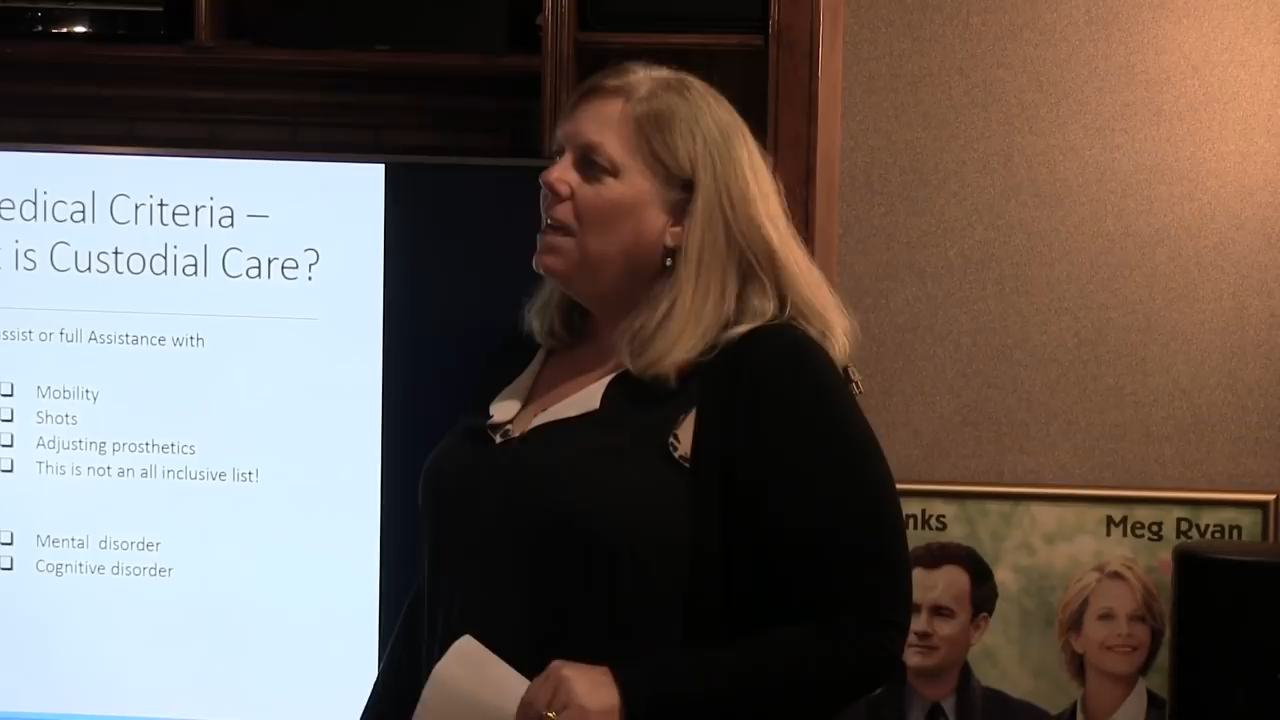 edical Criteria –
is Custodial Care?
ssist or full Assistance with
Mobility
Shots
Adjusting prosthetics
This is not an all inclusive list!
Mental disorder
Cognitive disorder
nks
Meg Ryan